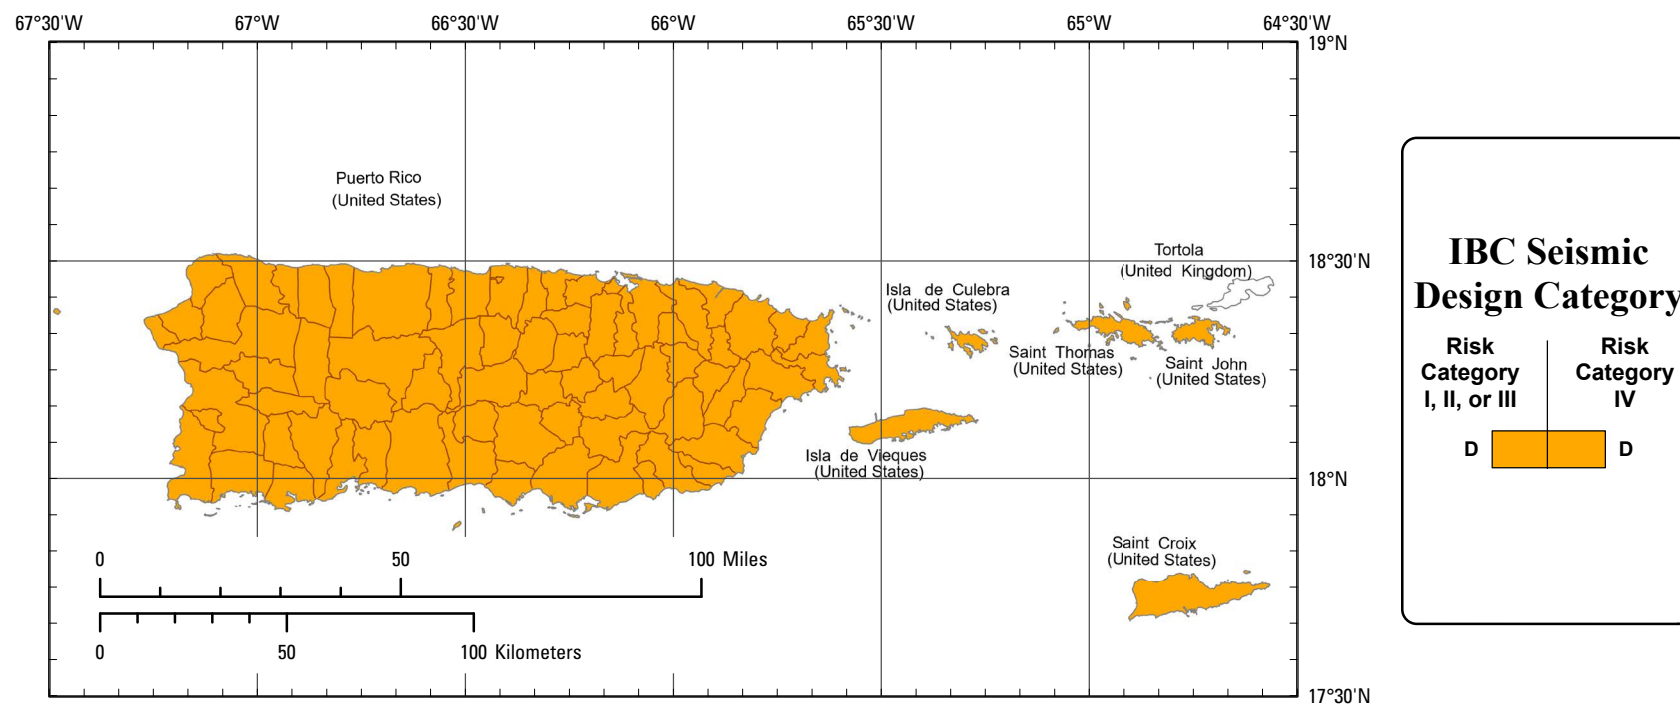 67°30'W 67°W 66°30'W 66°W 65°30'W 65°W 64°30'W
19°N
Puerto Rico
(United States)
Tortola
(United Kingdom)
18°30'N
Isla de Culebra
(United States)
Saint Thomas
(United States)
Saint John
(United States)
Isla de Vieques
(United States)
18°N
Saint Croix
(United States)
0 50 100 Miles
0 50 100 Kilometers
17°30'N
IBC Seismic
Design Category
Risk
Category
I, II, or III
Risk
Category
IV
D D